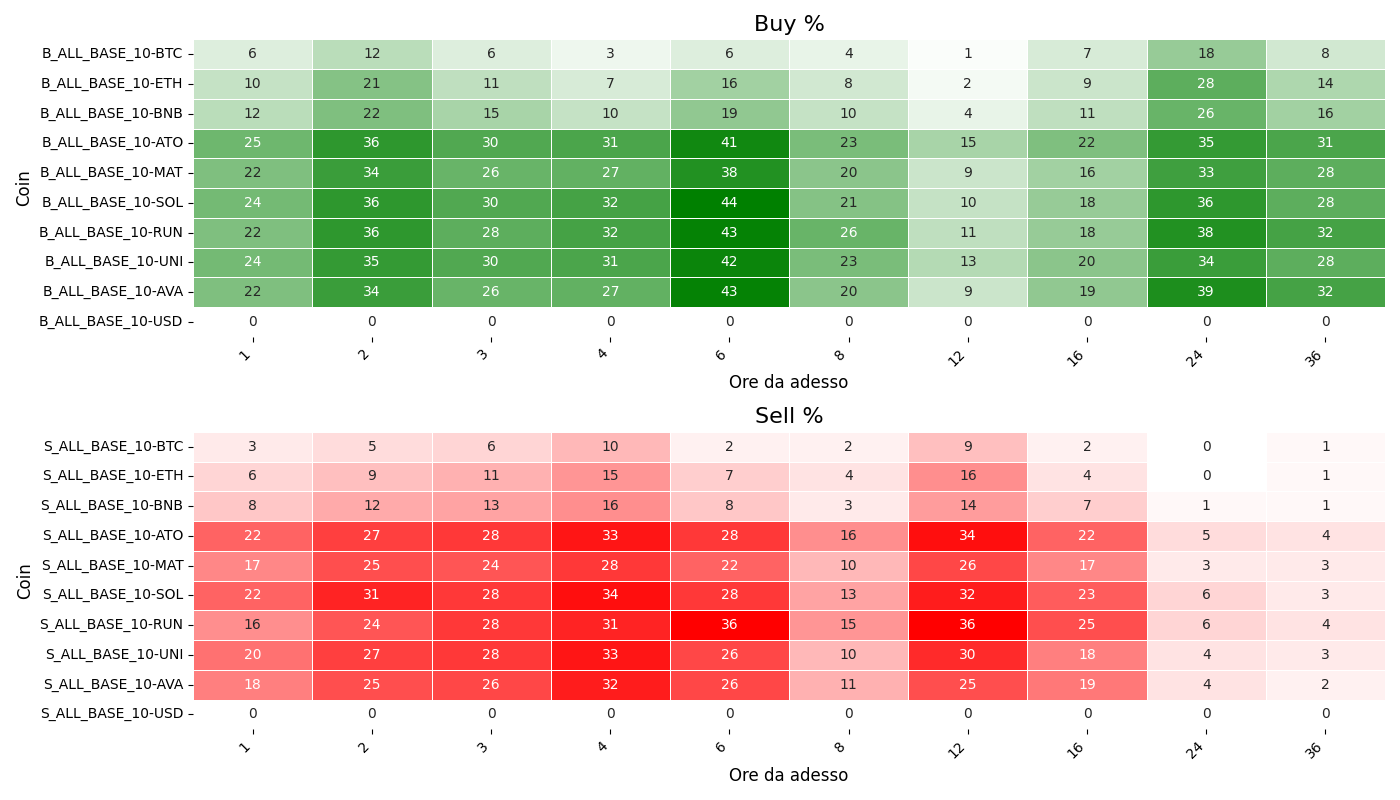 Buy %
Coin
B_ALL_BASE_10-BTC 6 12 6 3 6 4 1 7 18 8
B_ALL_BASE_10-ETH 10 21 11 7 16 8 2 9 28 14
B_ALL_BASE_10-BNB 12 22 15 10 19 10 4 11 26 16
B_ALL_BASE_10-ATO 25 36 30 31 41 23 15 22 35 31
B_ALL_BASE_10-MAT 22 34 26 27 38 20 9 16 33 28
B_ALL_BASE_10-SOL 24 36 30 32 44 21 10 18 36 28
B_ALL_BASE_10-RUN 22 36 28 32 43 26 11 18 38 32
B_ALL_BASE_10-UNI 24 35 30 31 42 23 13 20 34 28
B_ALL_BASE_10-AVA 22 34 26 27 43 20 9 19 39 32
B_ALL_BASE_10-USD 0 0 0 0 0 0 0 0 0 0
1 2 3 4 6 8 12 16 24 36
Ore da adesso
Sell %
Coin
S_ALL_BASE_10-BTC 3 5 6 10 2 2 9 2 0 1
S_ALL_BASE_10-ETH 6 9 11 15 7 4 16 4 0 1
S_ALL_BASE_10-BNB 8 12 13 16 8 3 14 7 1 1
S_ALL_BASE_10-ATO 22 27 28 33 28 16 34 22 5 4
S_ALL_BASE_10-MAT 17 25 24 28 22 10 26 17 3 3
S_ALL_BASE_10-SOL 22 31 28 34 28 13 32 23 6 3
S_ALL_BASE_10-RUN 16 24 28 31 36 15 36 25 6 4
S_ALL_BASE_10-UNI 20 27 28 33 26 10 30 18 4 3
S_ALL_BASE_10-AVA 18 25 26 32 26 11 25 19 4 2
S_ALL_BASE_10-USD 0 0 0 0 0 0 0 0 0 0
1 2 3 4 6 8 12 16 24 36
Ore da adesso